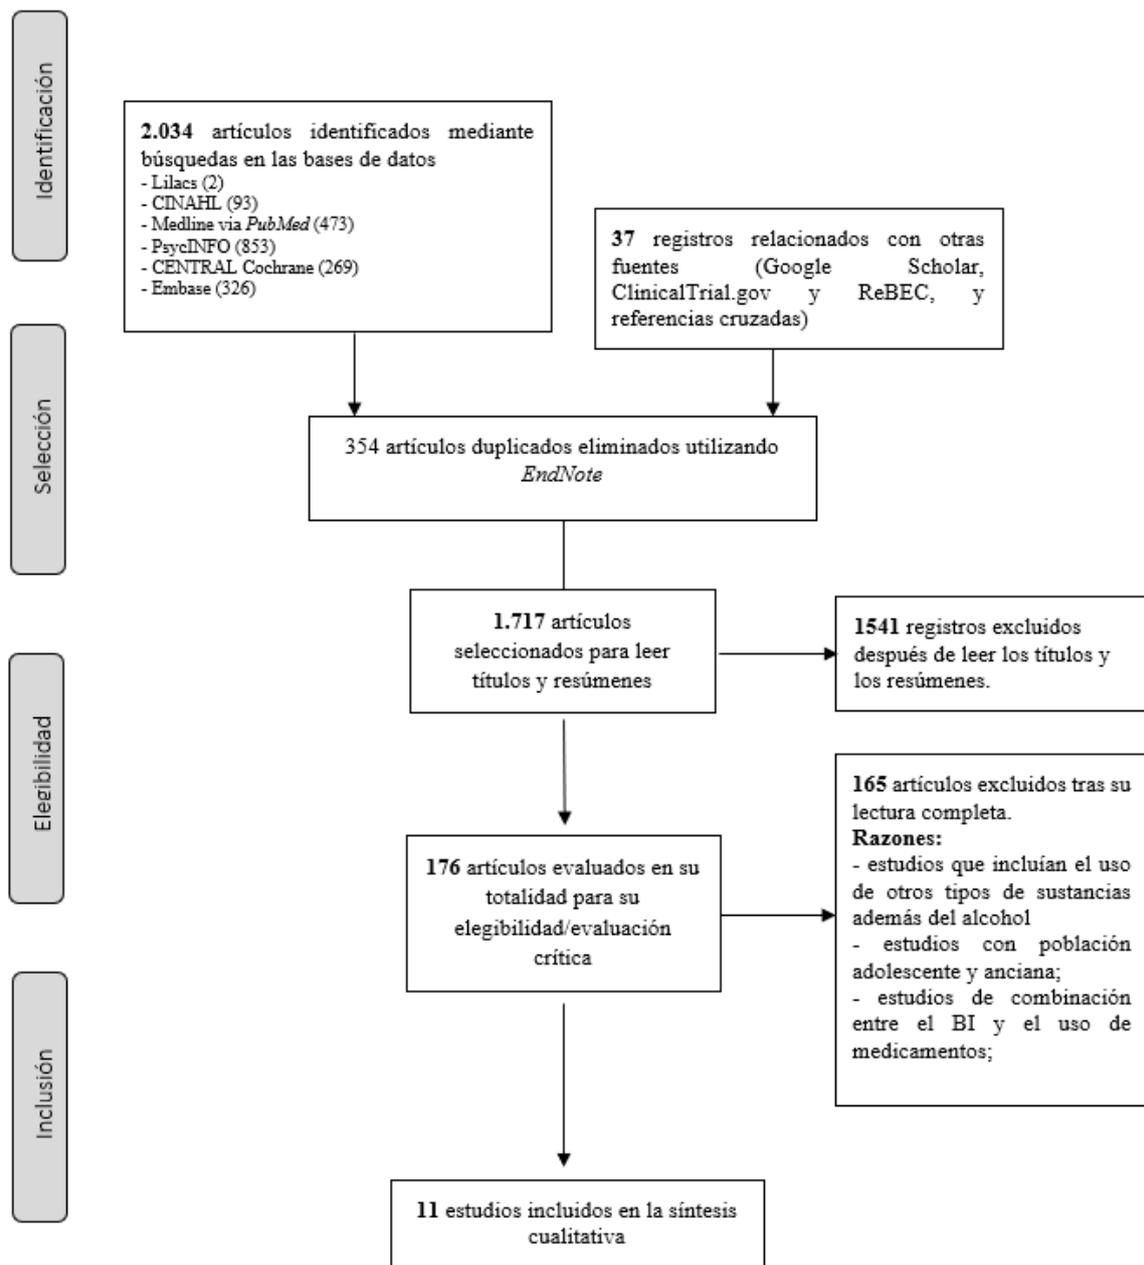 Identificación
2.034 artículos identificados mediante
búsquedas en las bases de datos
- Lilacs (2)
- CINAHL (93)
- Medline via PubMed (473)
- PsycINFO (853)
- CENTRAL Cochrane (269)
- Embase (326)
37 registros relacionados con otras
fuentes (Google Scholar,
ClinicalTrial.gov y ReBEC, y
referencias cruzadas)
Selección
354 artículos duplicados eliminados utilizando
EndNote
1.717 artículos
seleccionados para leer
títulos y resúmenes
1541 registros excluidos
después de leer los títulos y
los resúmenes.
Elegibilidad
176 artículos evaluados en su
totalidad para su
elegibilidad/evaluación
crítica
165 artículos excluidos tras su
lectura completa.
Razones:
- estudios que incluían el uso
de otros tipos de sustancias
además del alcohol
- estudios con población
adolescente y anciana;
- estudios de combinación
entre el BI y el uso de
medicamentos;
Inclusión
11 estudios incluidos en la síntesis
cualitativa